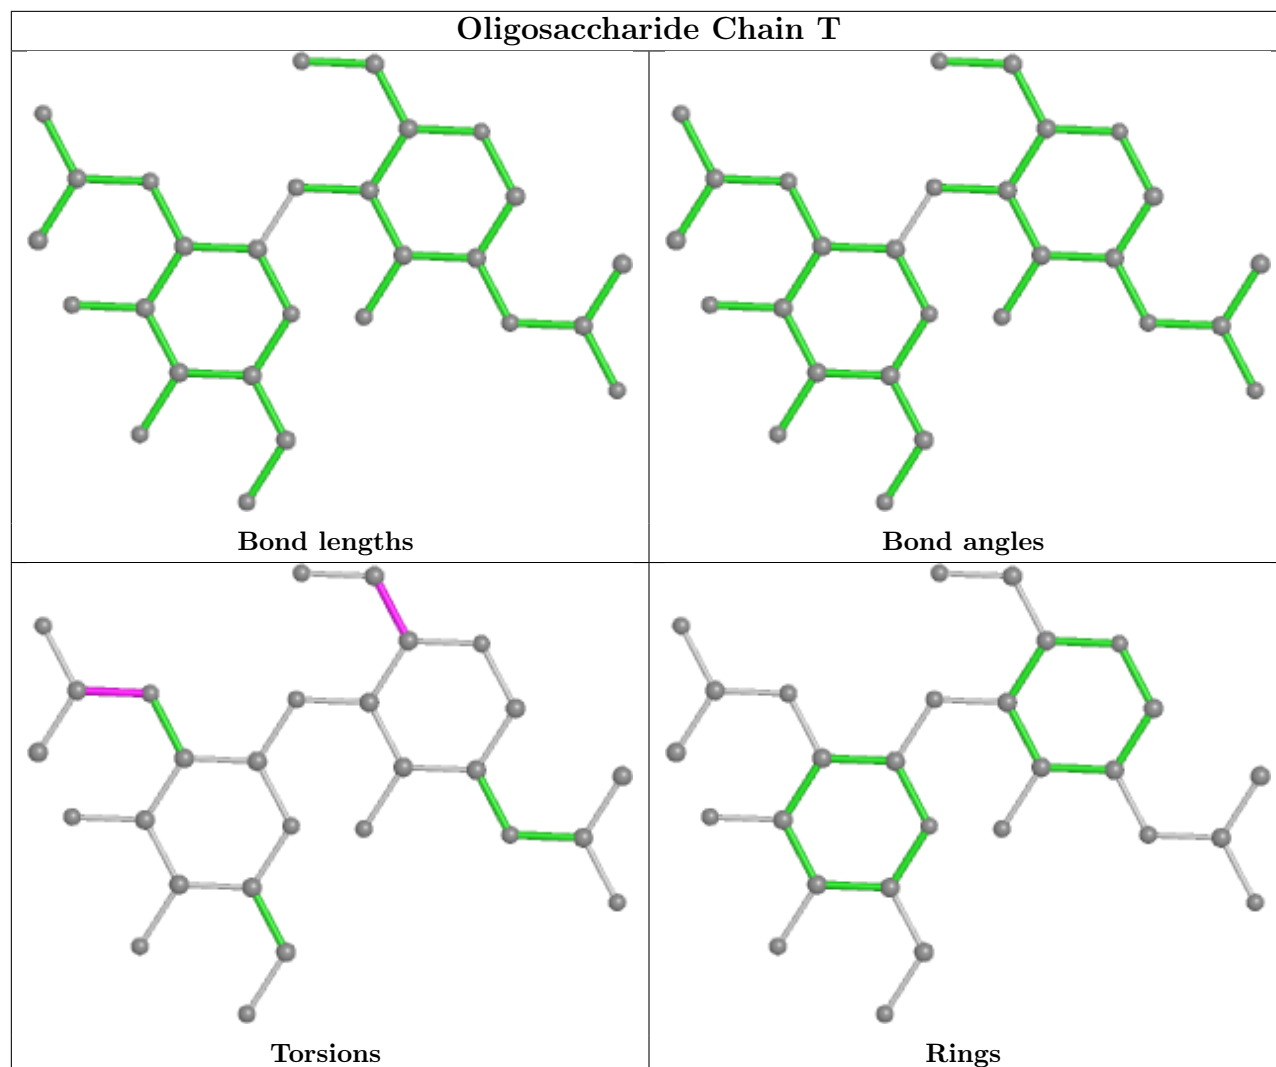 Oligosaccharide Chain T
Bond lengths
Bond angles
Torsions
Rings